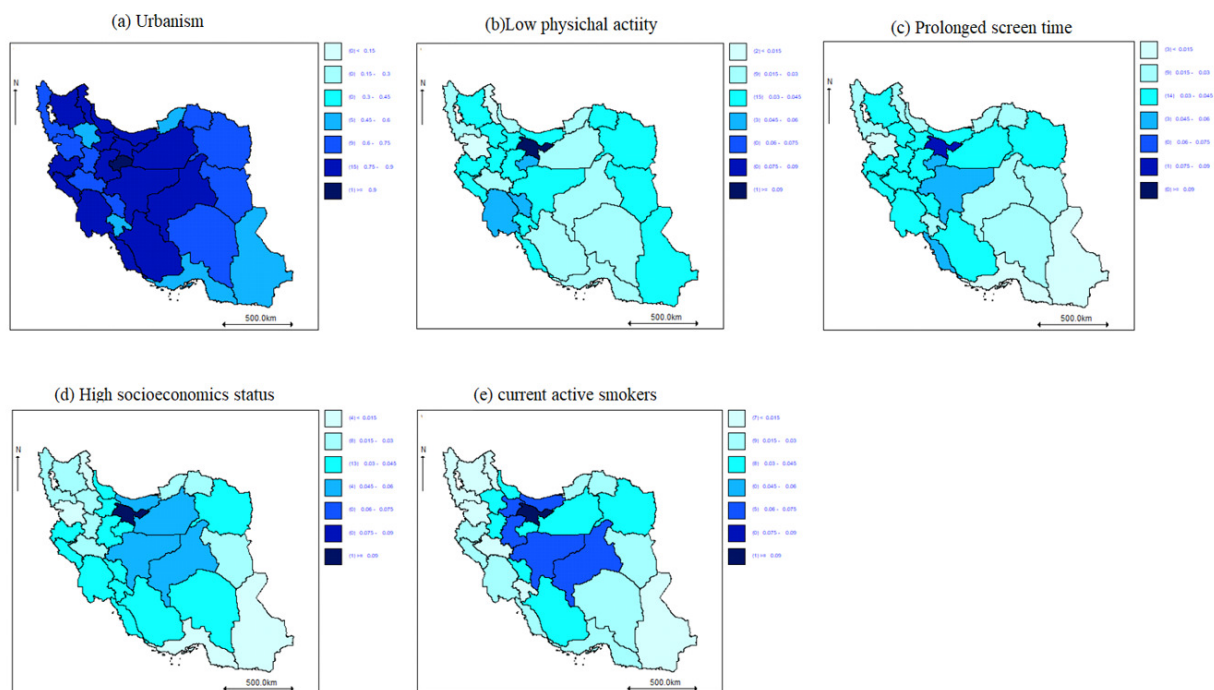 (a) Urbanism
(b)Low physichal actiity
(c) Prolonged screen time
(0) < 0.15
(0) 0.15 - 0.3
(0) 0.3 - 0.45
(5) 0.45 - 0.6
(9) 0.6 - 0.75
(15) 0.75 - 0.9
(1) >= 0.9
N
500.0km
(2) < 0.015
(9) 0.015 - 0.03
(15) 0.03 - 0.045
(3) 0.045 - 0.06
(0) 0.06 - 0.075
(0) 0.075 - 0.09
(1) >= 0.09
N
500.0km
(3) < 0.015
(9) 0.015 - 0.03
(14) 0.03 - 0.045
(3) 0.045 - 0.06
(0) 0.06 - 0.075
(1) 0.075 - 0.09
(0) >= 0.09
N
500.0km
(d) High socioeconomics status
(e) current active smokers
(4) < 0.015
(8) 0.015 - 0.03
(13) 0.03 - 0.045
(4) 0.045 - 0.06
(0) 0.06 - 0.075
(0) 0.075 - 0.09
(1) >= 0.09
N
500.0km
(7) < 0.015
(9) 0.015 - 0.03
0.03 - 0.045
(0) 0.045 - 0.06
(5) 0.06 - 0.075
(0) 0.075 - 0.09
(1) >= 0.09
N
500.0km